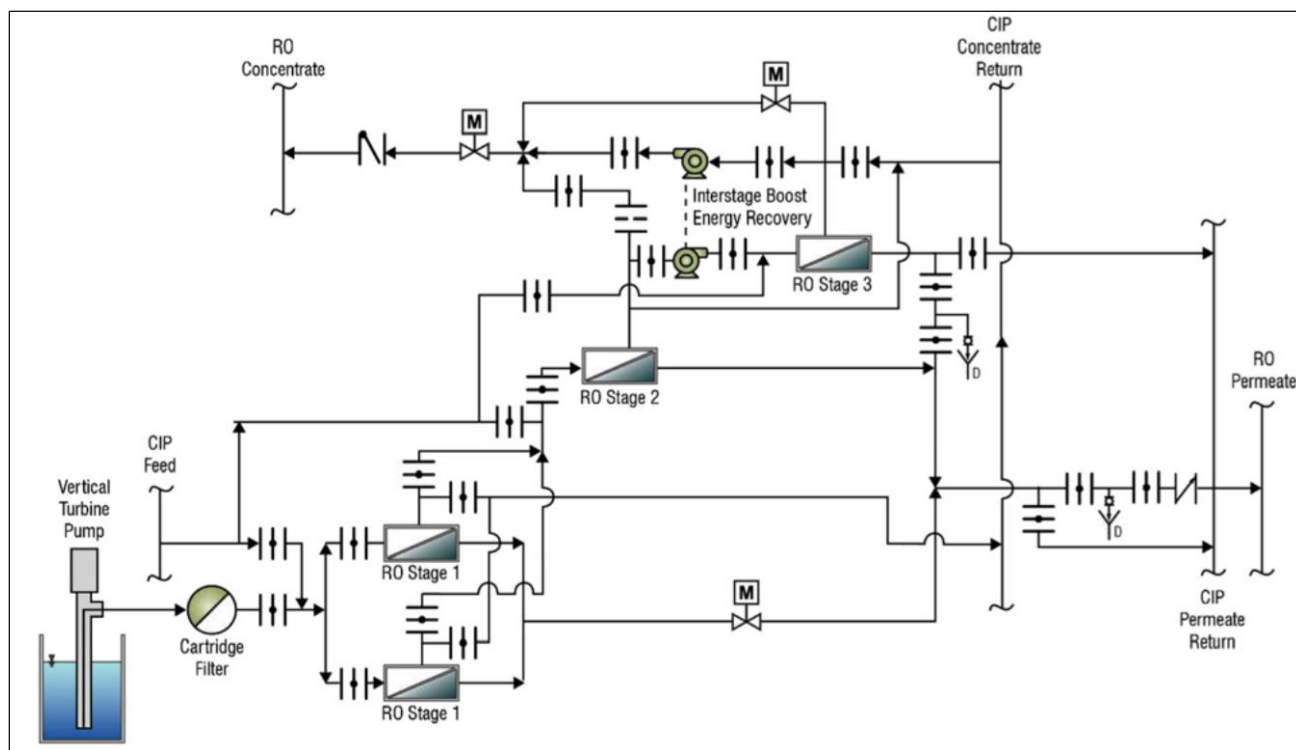 RO
Concentrate
CIP
Concentrate
Return
M
M
Interstage Boost
Energy Recovery
RO Stage 3
D
RO Stage 2
RO
Permeate
CIP
Feed
Vertical
Turbine
Pump
D
RO Stage 1
M
CIP
Permeate
Return
Cartridge
Filter
RO Stage 1